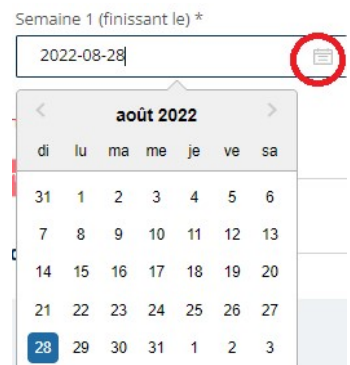 Semaine 1 (finissant le) *
2022-08-28
août 2022
di lu ma me je ve sa
31 1 2 3 4 5 6
7 8 9 10 11 12 13
14 15 16 17 18 19 20
21 22 23 24 25 26 27
28 29 30 31 1 2 3